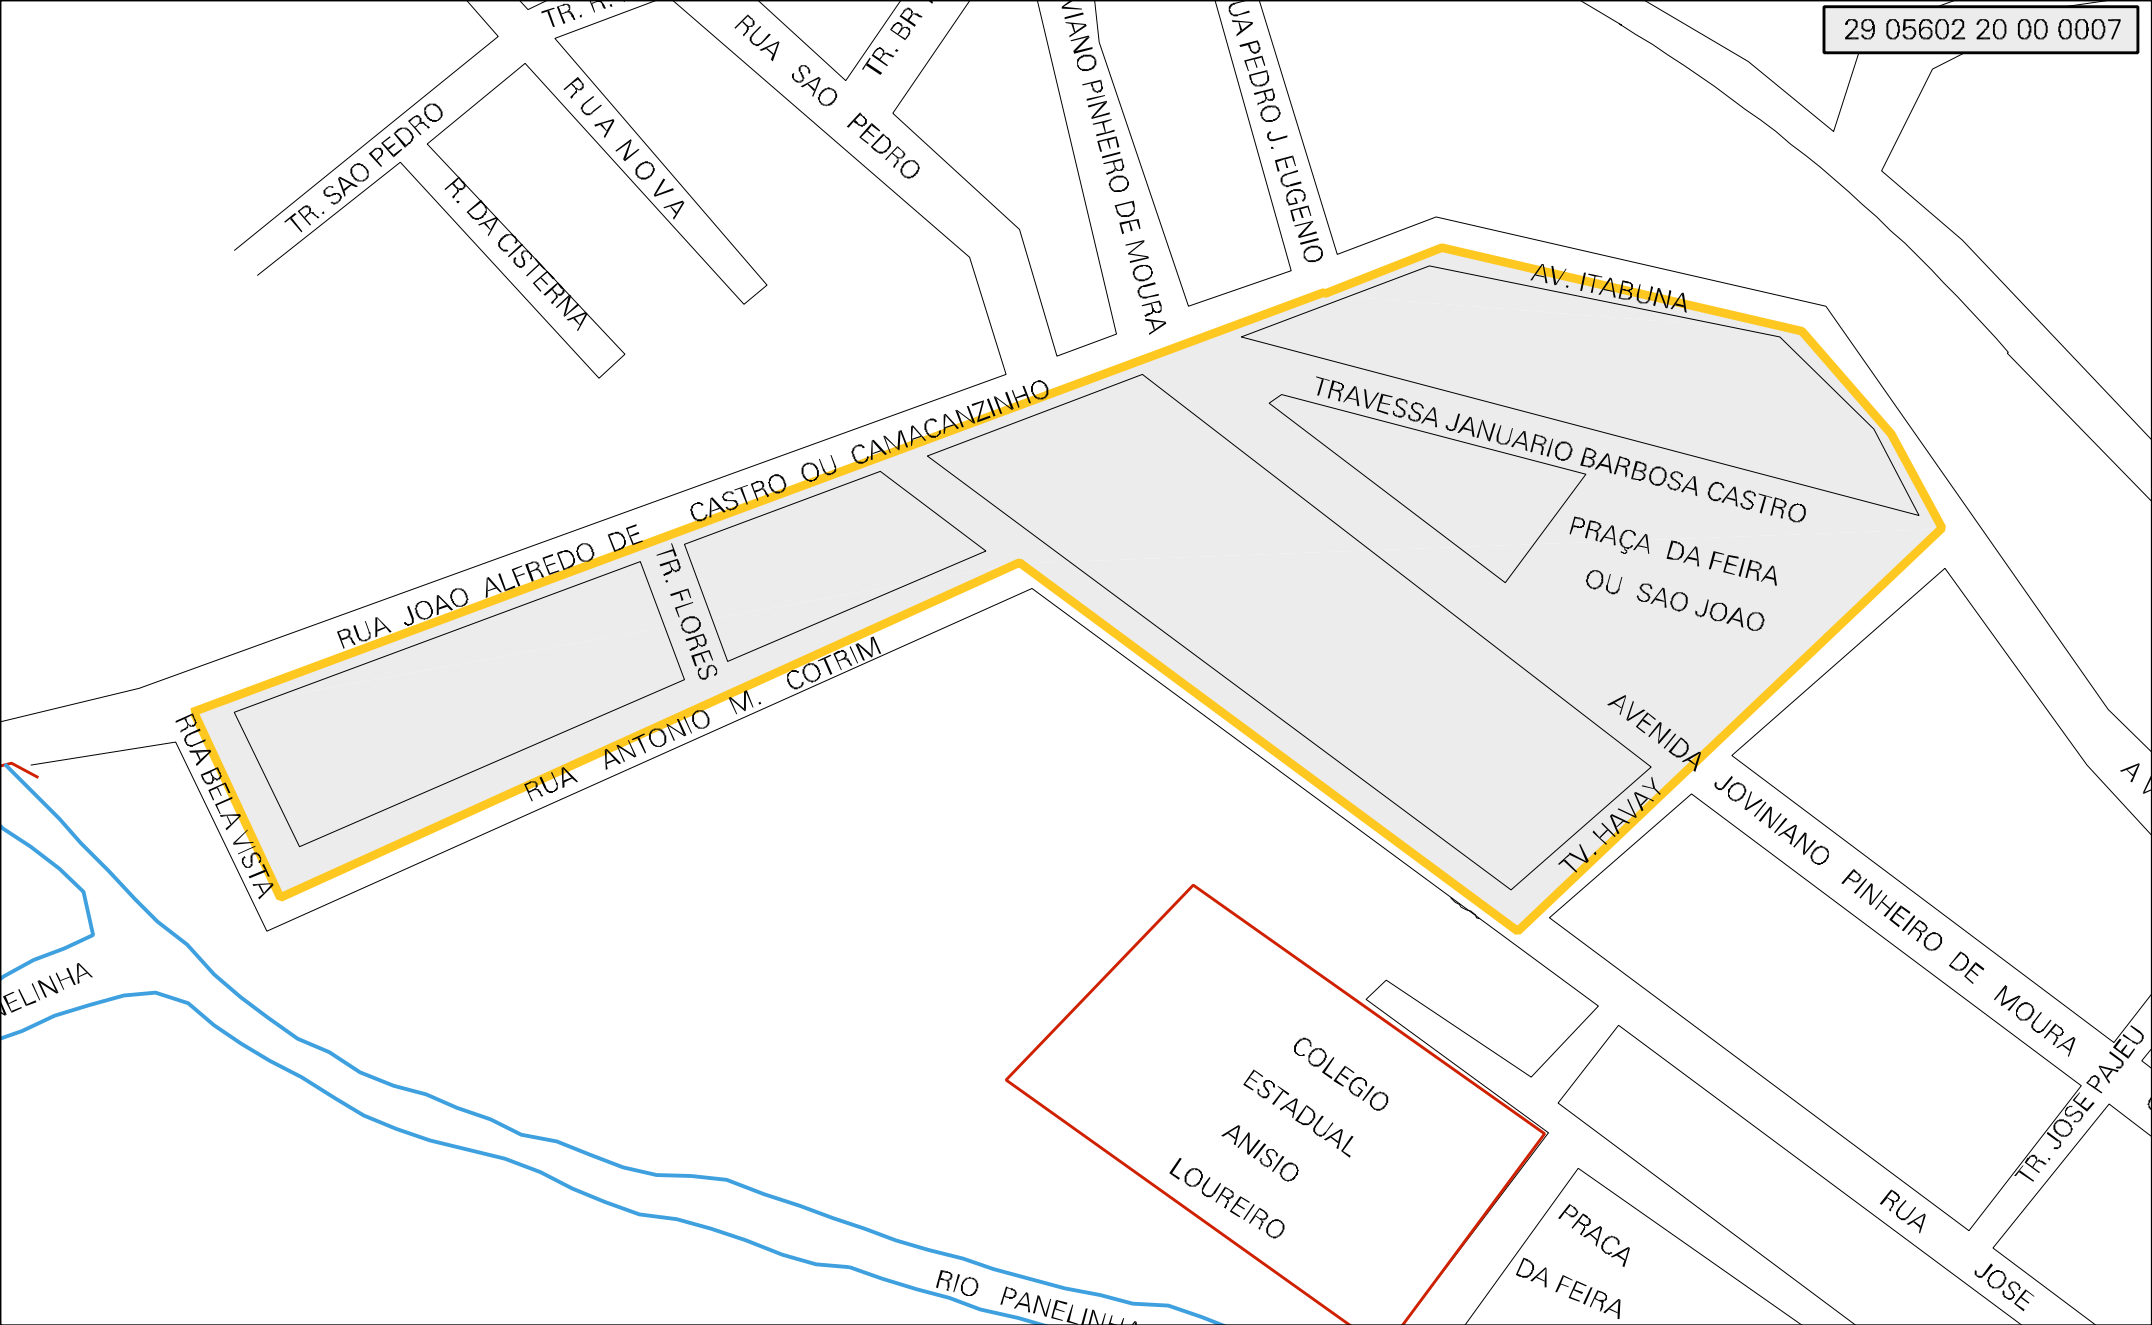 29 05602 20 00 0007
RUA SAO PEDRO
RUA PEDRO J. EUGENIO
PINHEIRO DE MOURA
RUA NOVA
TR. SAO PEDRO
R. DA CISTERNA
AV. ITABUNA
TRAVESSA JANUARIO BARBOSA CASTRO
RUA JOAO ALFREDO DE CASTRO OU CAMACANZINHO
PRAÇA DA FEIRA
OU SAO JOAO
TR. FLORES
RUA ANTONIO M. COTRIM
RUA BELA VISTA
AVENIDA JOVINIANO PINHEIRO DE MOURA
TV. HAVAY
TR. JOSE PAJEU
COLEGIO
ESTADUAL
ANISIO
LOUREIRO
RUA JOSE
PRACA
DA FEIRA
RIO PANELINHA